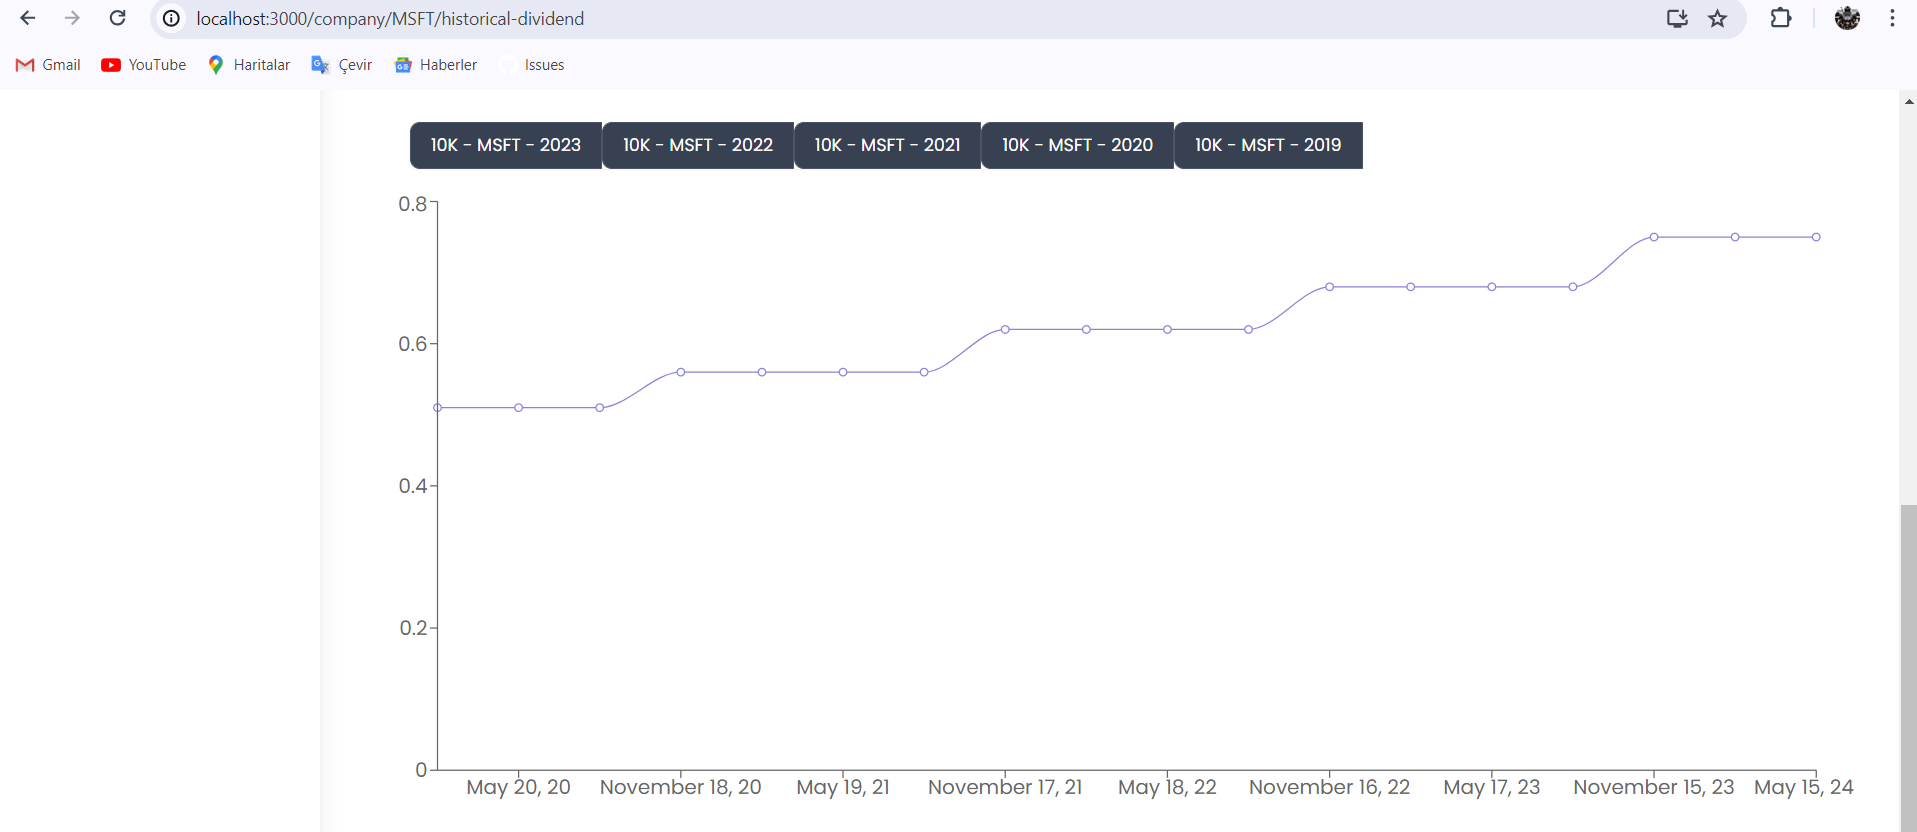 localhost:3000/company/MSFT/historical-dividend
Gmail YouTube Haritalar Çevir Haberler Issues
10K - MSFT - 2023 10K - MSFT - 2022 10K - MSFT - 2021 10K - MSFT - 2020 10K - MSFT - 2019
0.8
0.6
0.4
0.2
0
May 20, 20 November 18, 20 May 19, 21 November 17, 21 May 18, 22 November 16, 22 May 17, 23 November 15, 23 May 15, 24